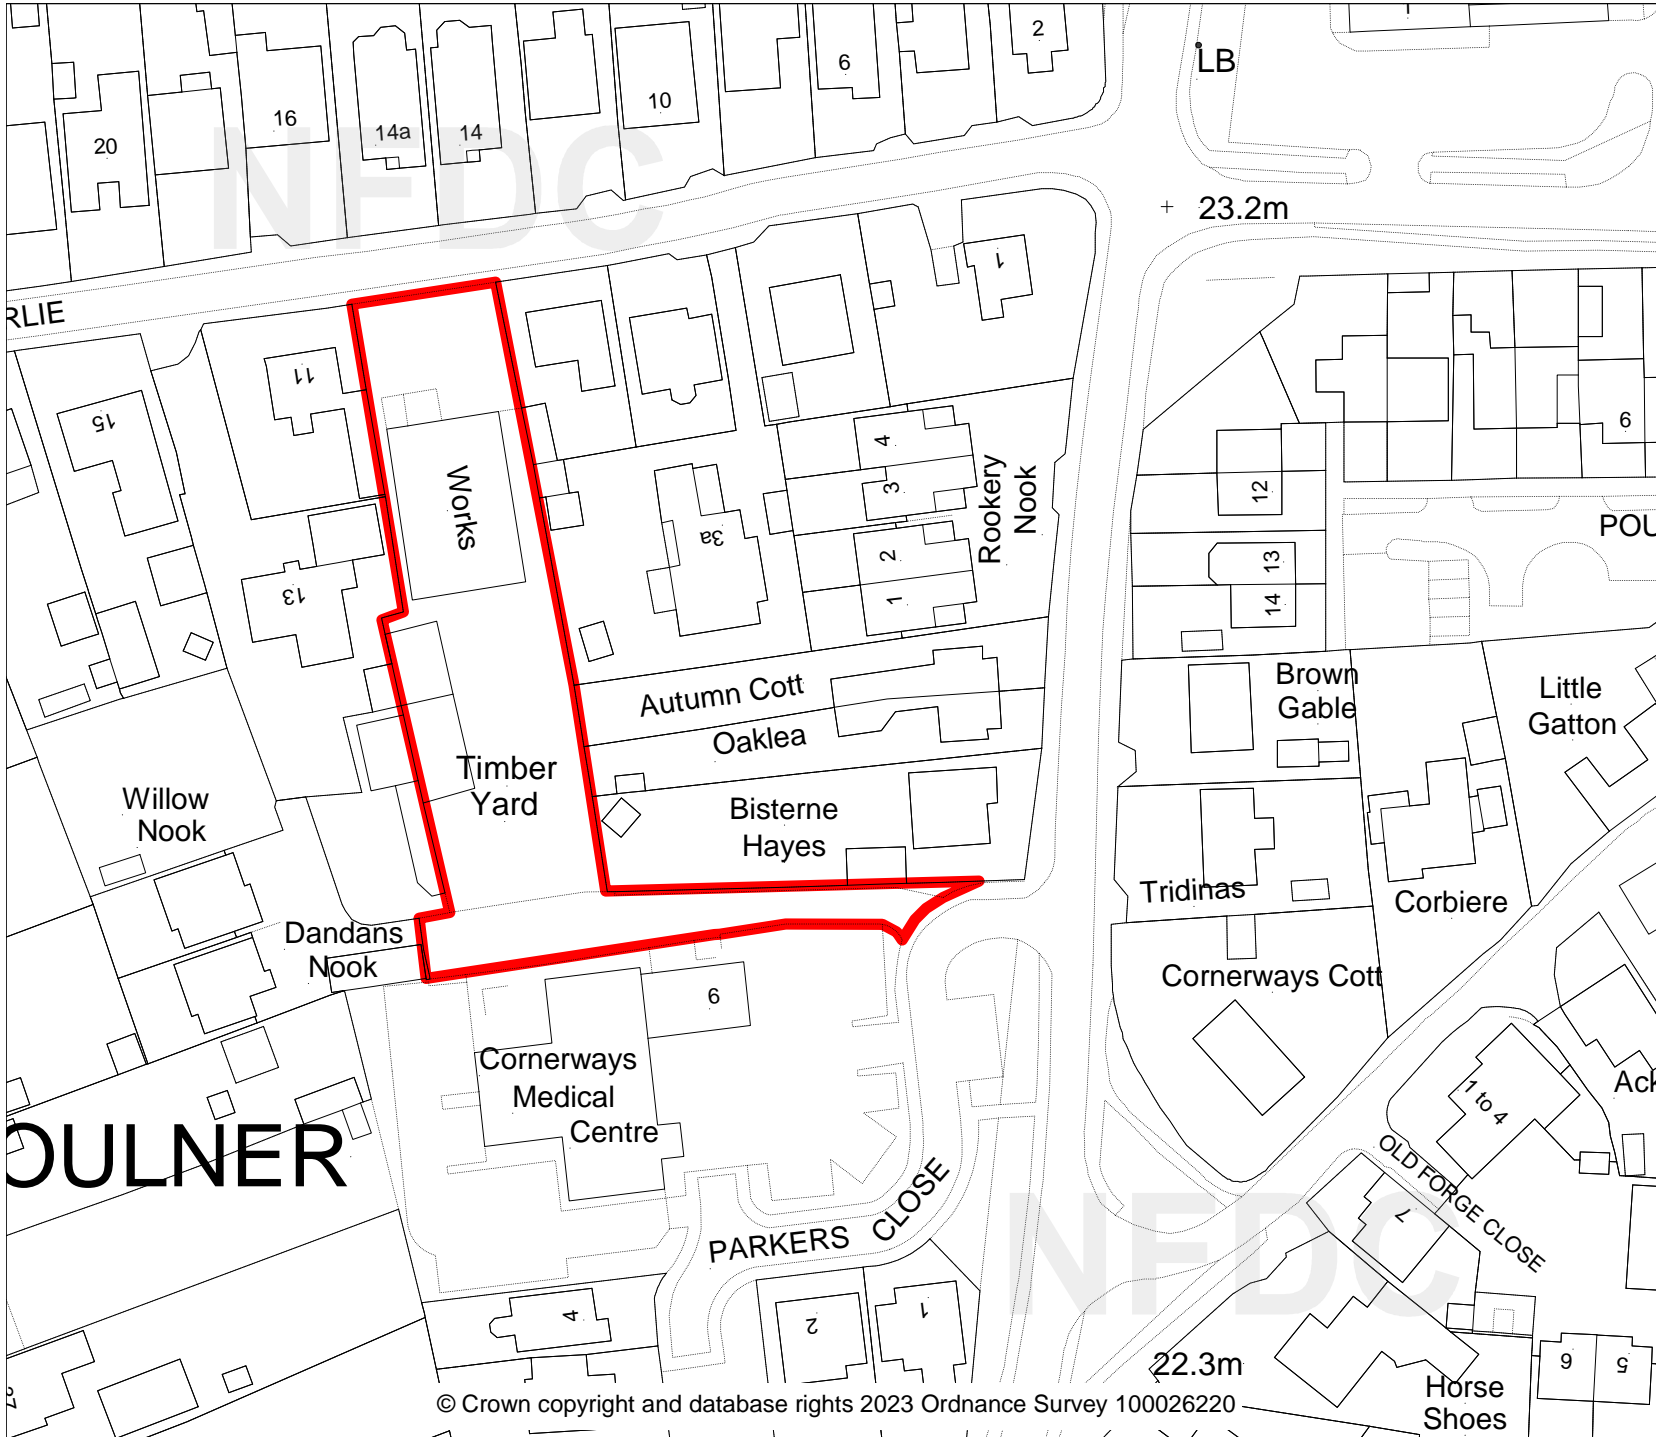 2
LB
6
10
16
14a
14
20
NFDC
23.2m
1
RLIE
11
15
Works
4
3
Rookery
Nook
6
12
3a
POU
2
13
1
14
13
Brown
Gable
Little
Gatton
Autumn Cott
Oaklea
Timber
Yard
Willow
Nook
Bisterne
Hayes
Tridinas
Corbiere
Dandans
Nook
Cornerways Cott
9
Cornerways
Medical
Centre
1 to 4
Ack
OULNER
OLD FORGE CLOSE
7
PARKERS CLOSE
NFDC
4
2
1
22.3m
6
5
Horse
Shoes
27
© Crown copyright and database rights 2023 Ordnance Survey 100026220